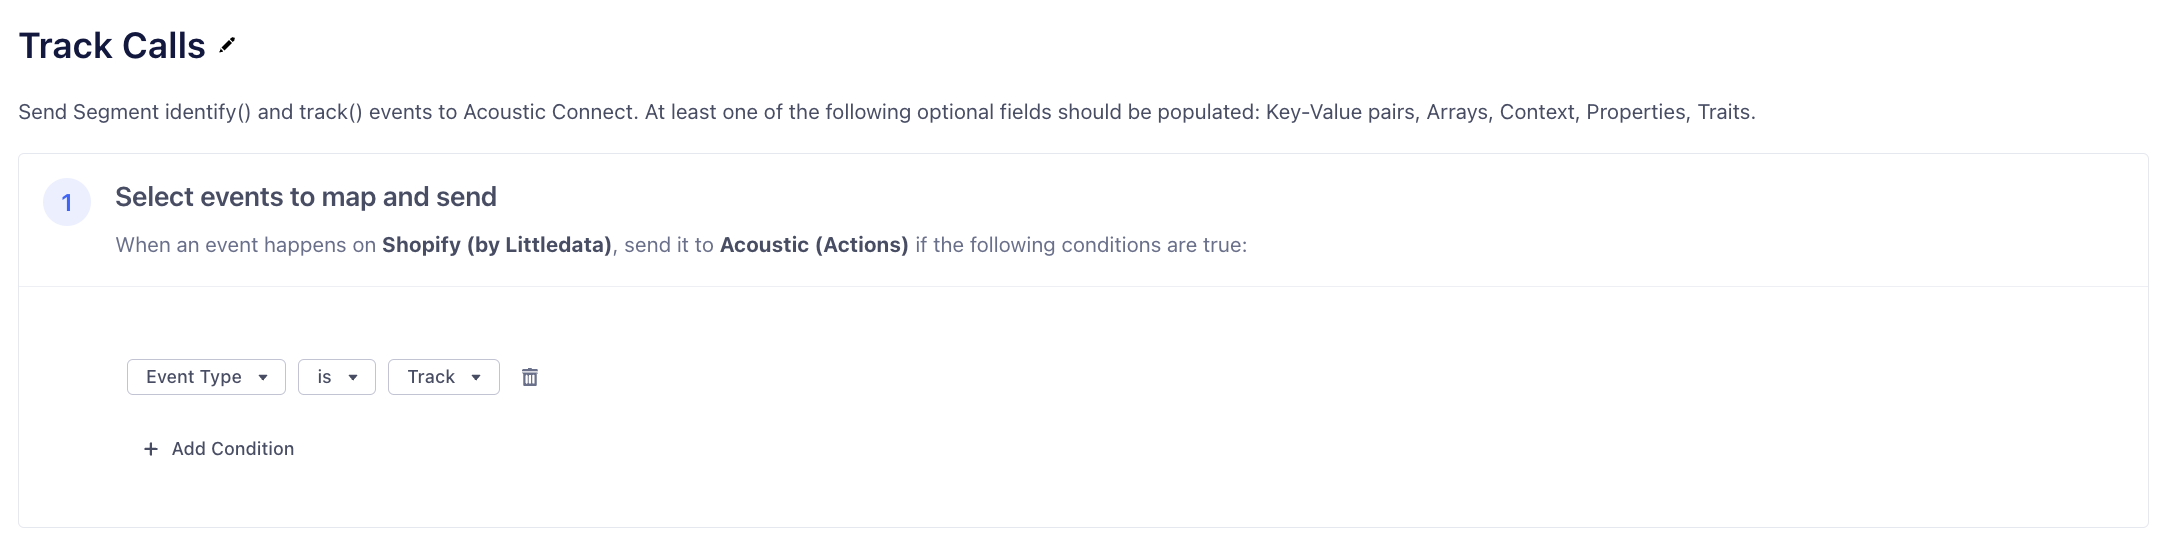 Track Calls
Send Segment identify() and track() events to Acoustic Connect. At least one of the following optional fields should be populated: Key-Value pairs, Arrays, Context, Properties, Traits.
1
Select events to map and send
When an event happens on Shopify (by Littledata), send it to Acoustic (Actions) if the following conditions are true:
Event Type is Track
+ Add Condition